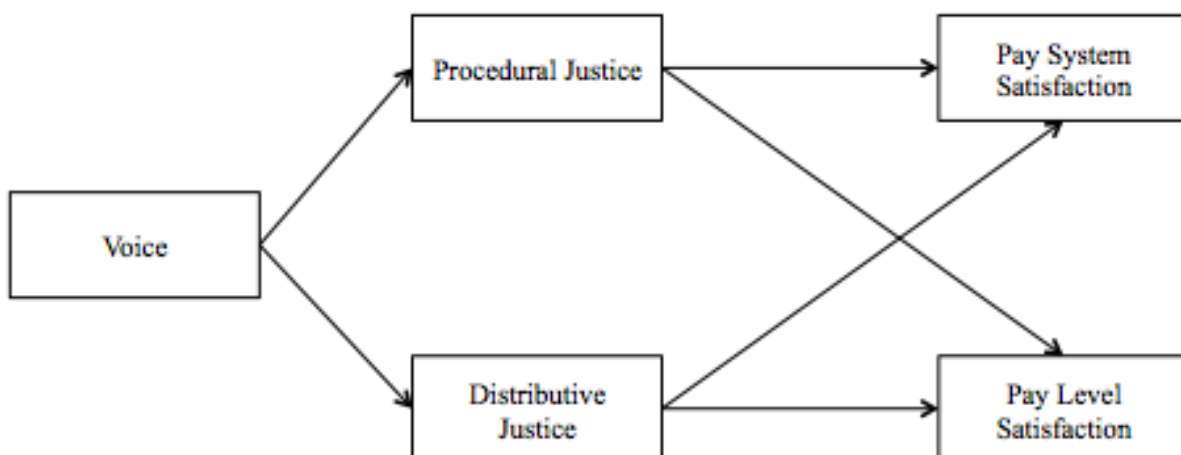 Procedural Justice
Pay System
Satisfaction
Voice
Distributive
Justice
Pay Level
Satisfaction